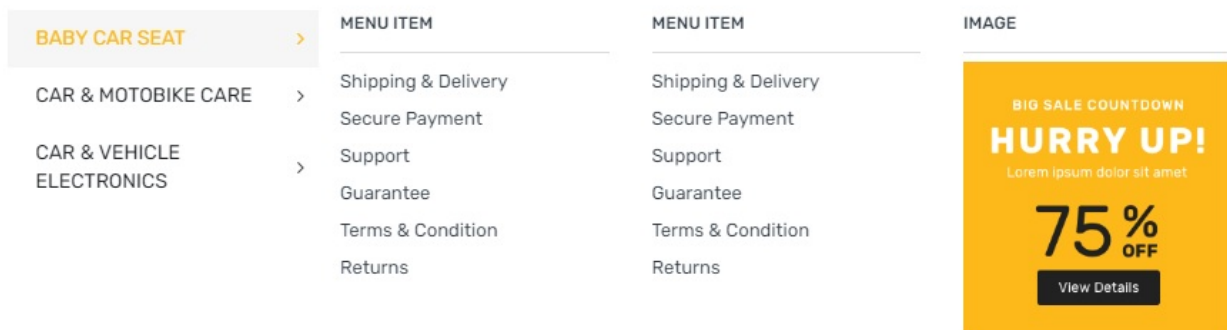 BABY CAR SEAT
CAR & MOTOBIKE CARE
CAR & VEHICLE
ELECTRONICS
MENU ITEM
Shipping & Delivery
Secure Payment
Support
Guarantee
Terms & Condition
Returns
MENU ITEM
Shipping & Delivery
Secure Payment
Support
Guarantee
Terms & Condition
Returns
IMAGE
BIG SALE COUNTDOWN
HURRY UP!
Lorem ipsum dolor sit amet
75%
OFF
View Details